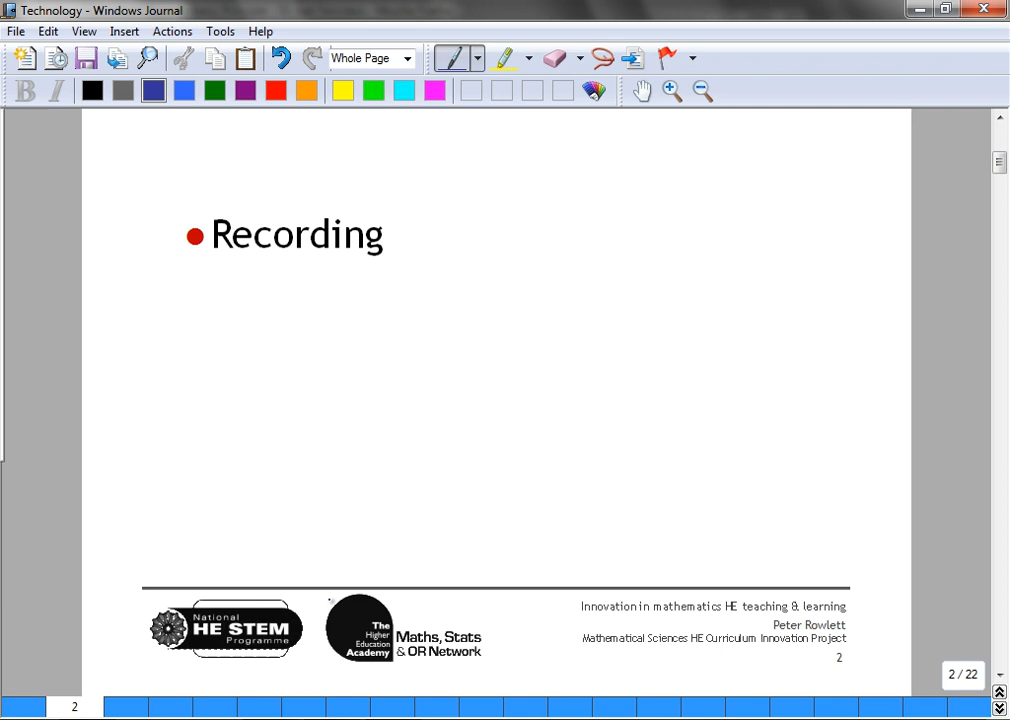 Technology - Windows Journal
File Edit View Insert Actions Tools Help
Whole Page
B I
• Recording
National
HE STEM
Programme
The
Higher
Education
Academy
Maths, Stats
& OR Network
Innovation in mathematics HE teaching & learning
Peter Rowlett
Mathematical Sciences HE Curriculum Innovation Project
2
2 / 22
2